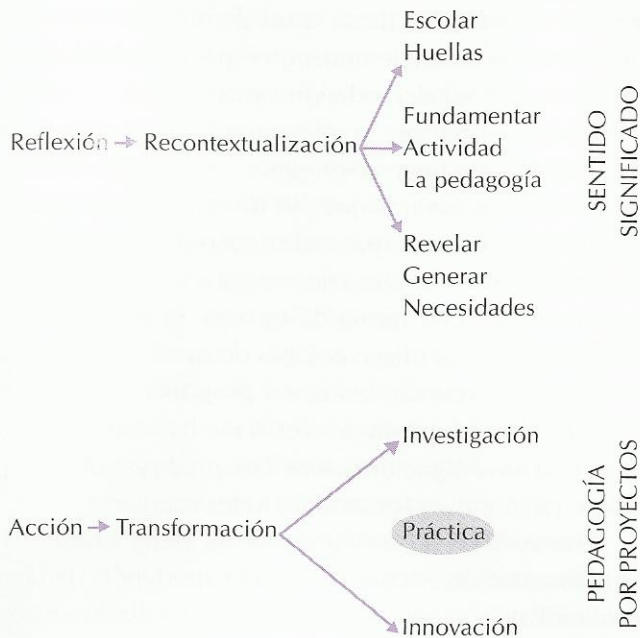 Escolar
Huellas
Reflexión Recontextualización
Fundamentar
Actividad
La pedagogía
Revelar
Generar
Necesidades
SENTIDO
SIGNIFICADO
Investigación
Acción Transformación
Práctica
Innovación
PEDAGOGÍA
POR PROYECTOS